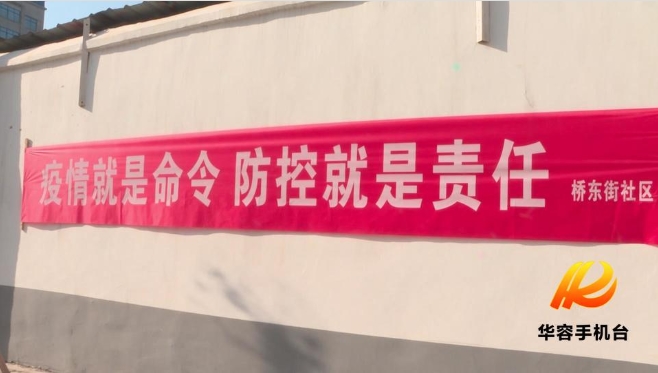 疫情就是命令 防控就是责任
桥东街社区
华容手机台